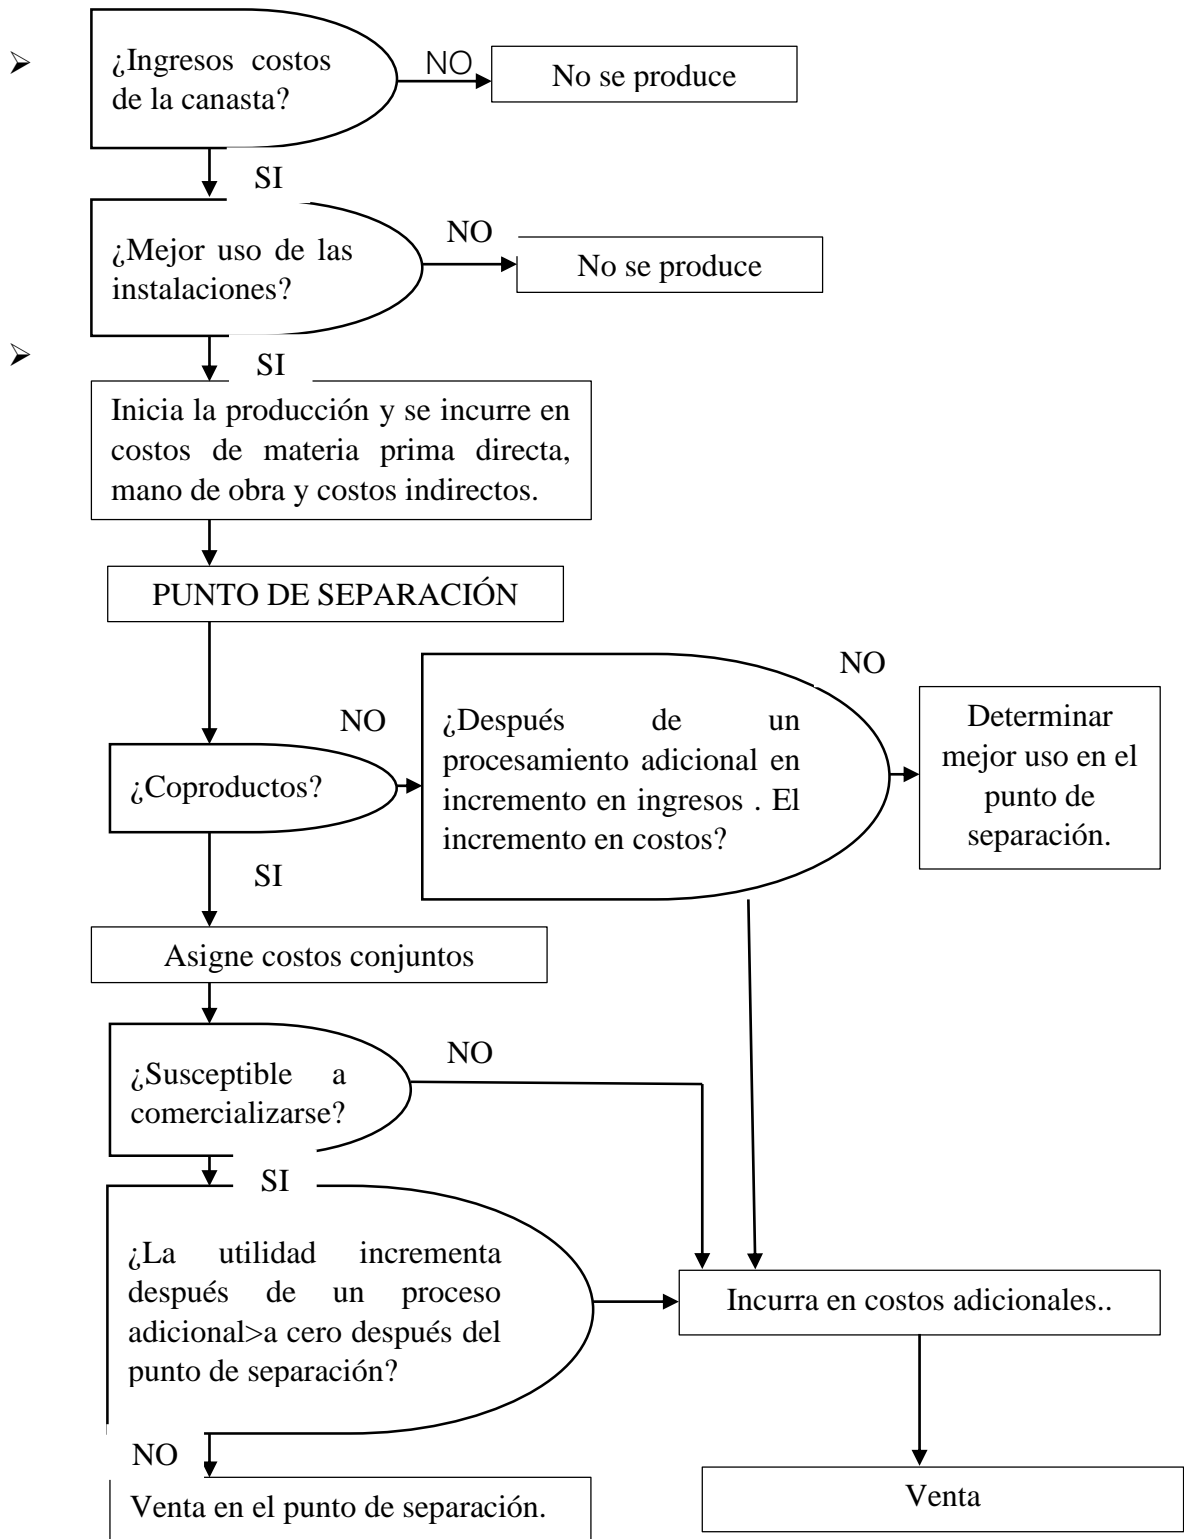 ¿Ingresos costos
de la canasta?
NO
No se produce
SI
¿Mejor uso de las
instalaciones?
NO
No se produce
SI
Inicia la producción y se incurre en
costos de materia prima directa,
mano de obra y costos indirectos.
PUNTO DE SEPARACIÓN
¿Coproductos?
NO
¿Después de un
procesamiento adicional en
incremento en ingresos . El
incremento en costos?
NO
Determinar
mejor uso en el
punto de
separación.
SI
Asigne costos conjuntos
¿Susceptible a
comercializarse?
NO
SI
¿La utilidad incrementa
después de un proceso
adicional>a cero después del
punto de separación?
Incurra en costos adicionales..
NO
Venta en el punto de separación.
Venta